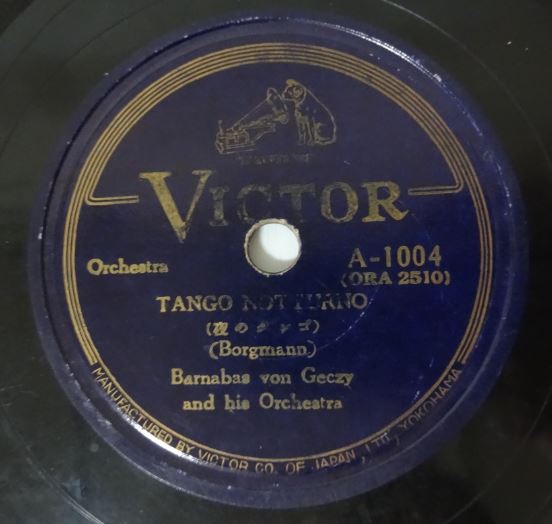 VICTOR
Orchestra
A-1004
(ORA 2510)
TANGO NOTTURNO
(夜のタンゴ)
(Borgmann)
Barnabas von Geczy
and his Orchestra
MANUFACTURED BY VICTOR CO. OF JAPAN, LTD, YOKOHAMA